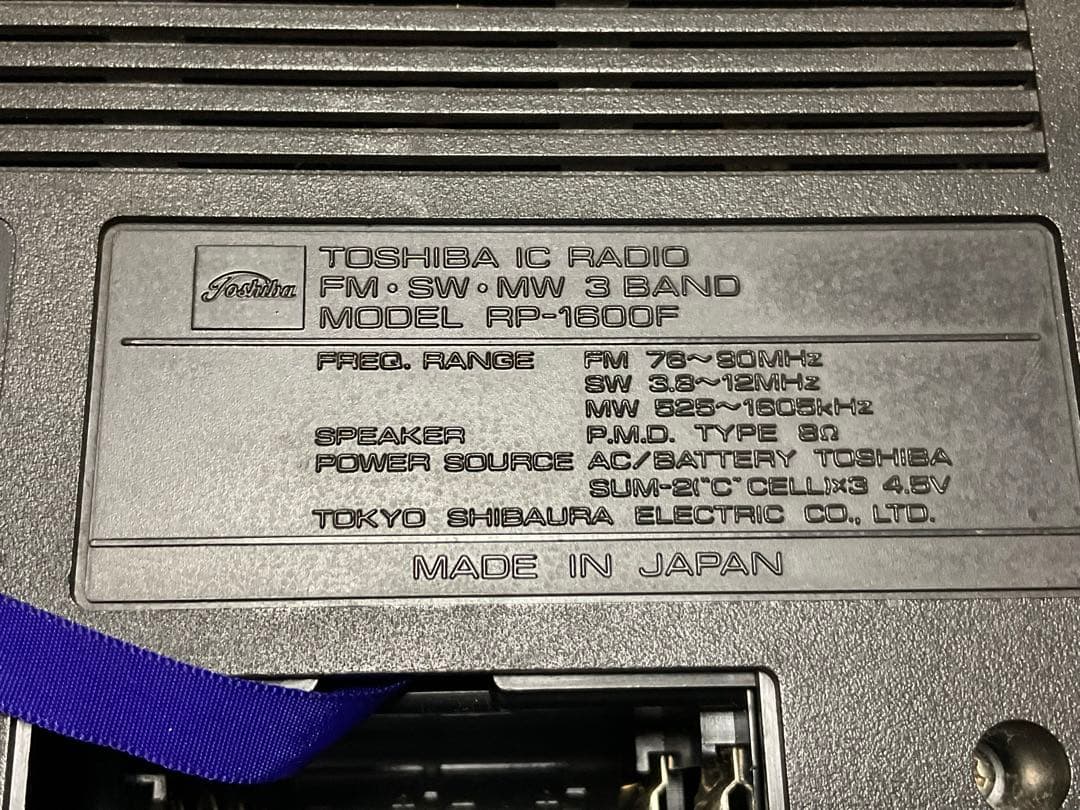 Toshiba
TOSHIBA IC RADIO
FM・SW・MW 3 BAND
MODEL RP-1600F
FREQ. RANGE FM 76~90MHz
SW 3.8~12MHz
MW 525~1605kHz
SPEAKER P.M.D. TYPE 8Ω
POWER SOURCE AC/BATTERY TOSHIBA
SUM-2("C" CELL)×3 4.5V
TOKYO SHIBAURA ELECTRIC CO., LTD.
MADE IN JAPAN